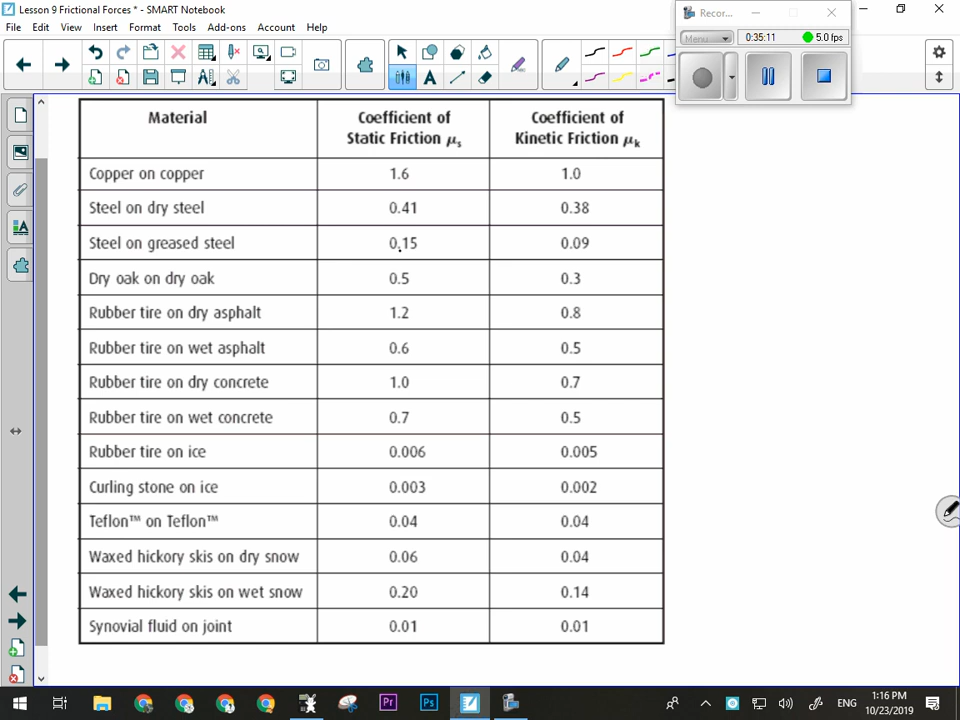 Lesson 9 Frictional Forces * - SMART Notebook
File Edit View Insert Format Tools Add-ons Account Help
Recor...
Menu
0:35:11
5.0 fps
Material
Coefficient of Static Friction μs
Coefficient of Kinetic Friction μk
Copper on copper 1.6 1.0
Steel on dry steel 0.41 0.38
Steel on greased steel 0.15 0.09
Dry oak on dry oak 0.5 0.3
Rubber tire on dry asphalt 1.2 0.8
Rubber tire on wet asphalt 0.6 0.5
Rubber tire on dry concrete 1.0 0.7
Rubber tire on wet concrete 0.7 0.5
Rubber tire on ice 0.006 0.005
Curling stone on ice 0.003 0.002
Teflon™ on Teflon™ 0.04 0.04
Waxed hickory skis on dry snow 0.06 0.04
Waxed hickory skis on wet snow 0.20 0.14
Synovial fluid on joint 0.01 0.01
Pr
Ps
ENG
1:16 PM
10/23/2019